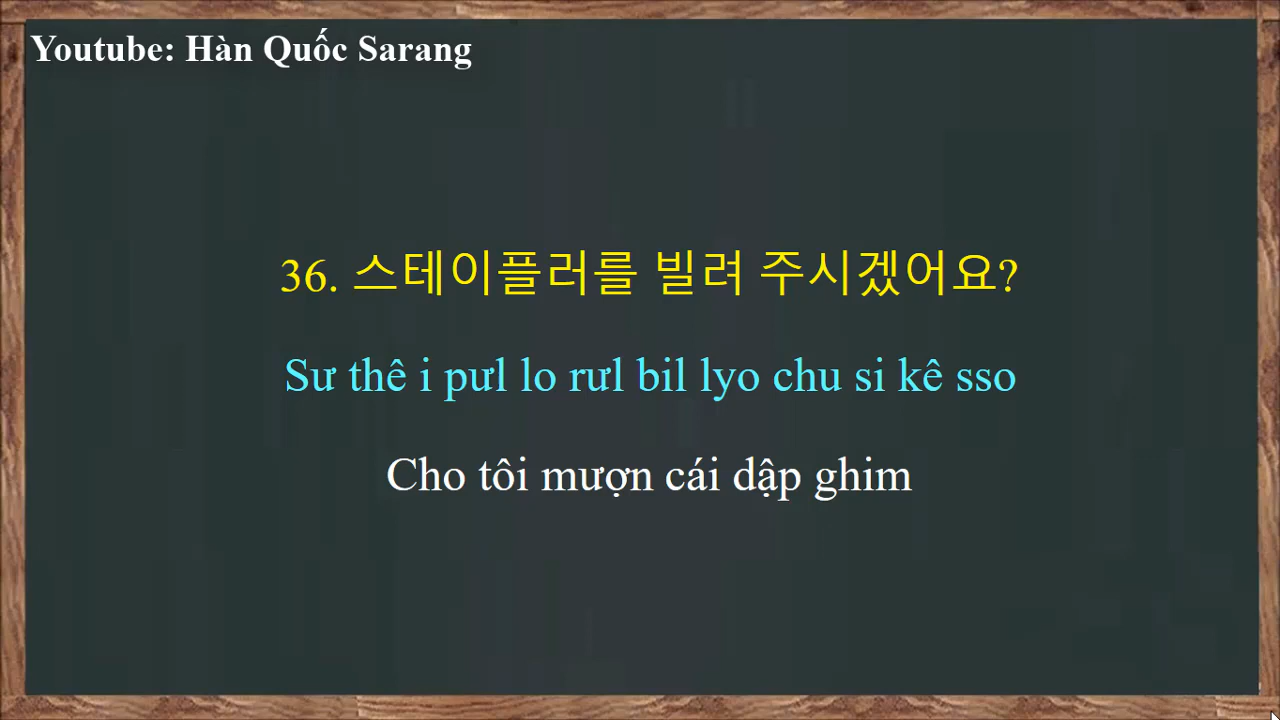 Youtube: Hàn Quốc Sarang
36. 스테이플러를 빌려 주시겠어요?
Sư thê i pưl lo rưl bil lyo chu si kê sso
Cho tôi mượn cái dập ghim